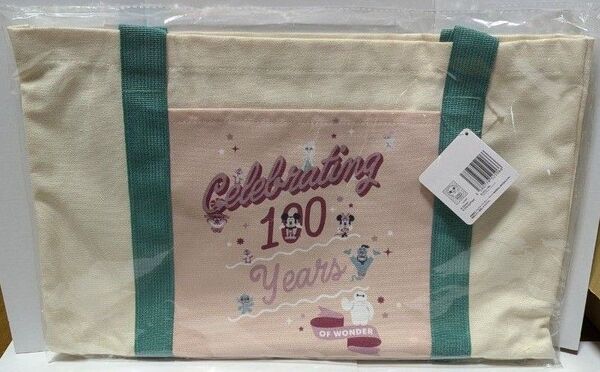 Celebrating
100
Years
OF WONDER